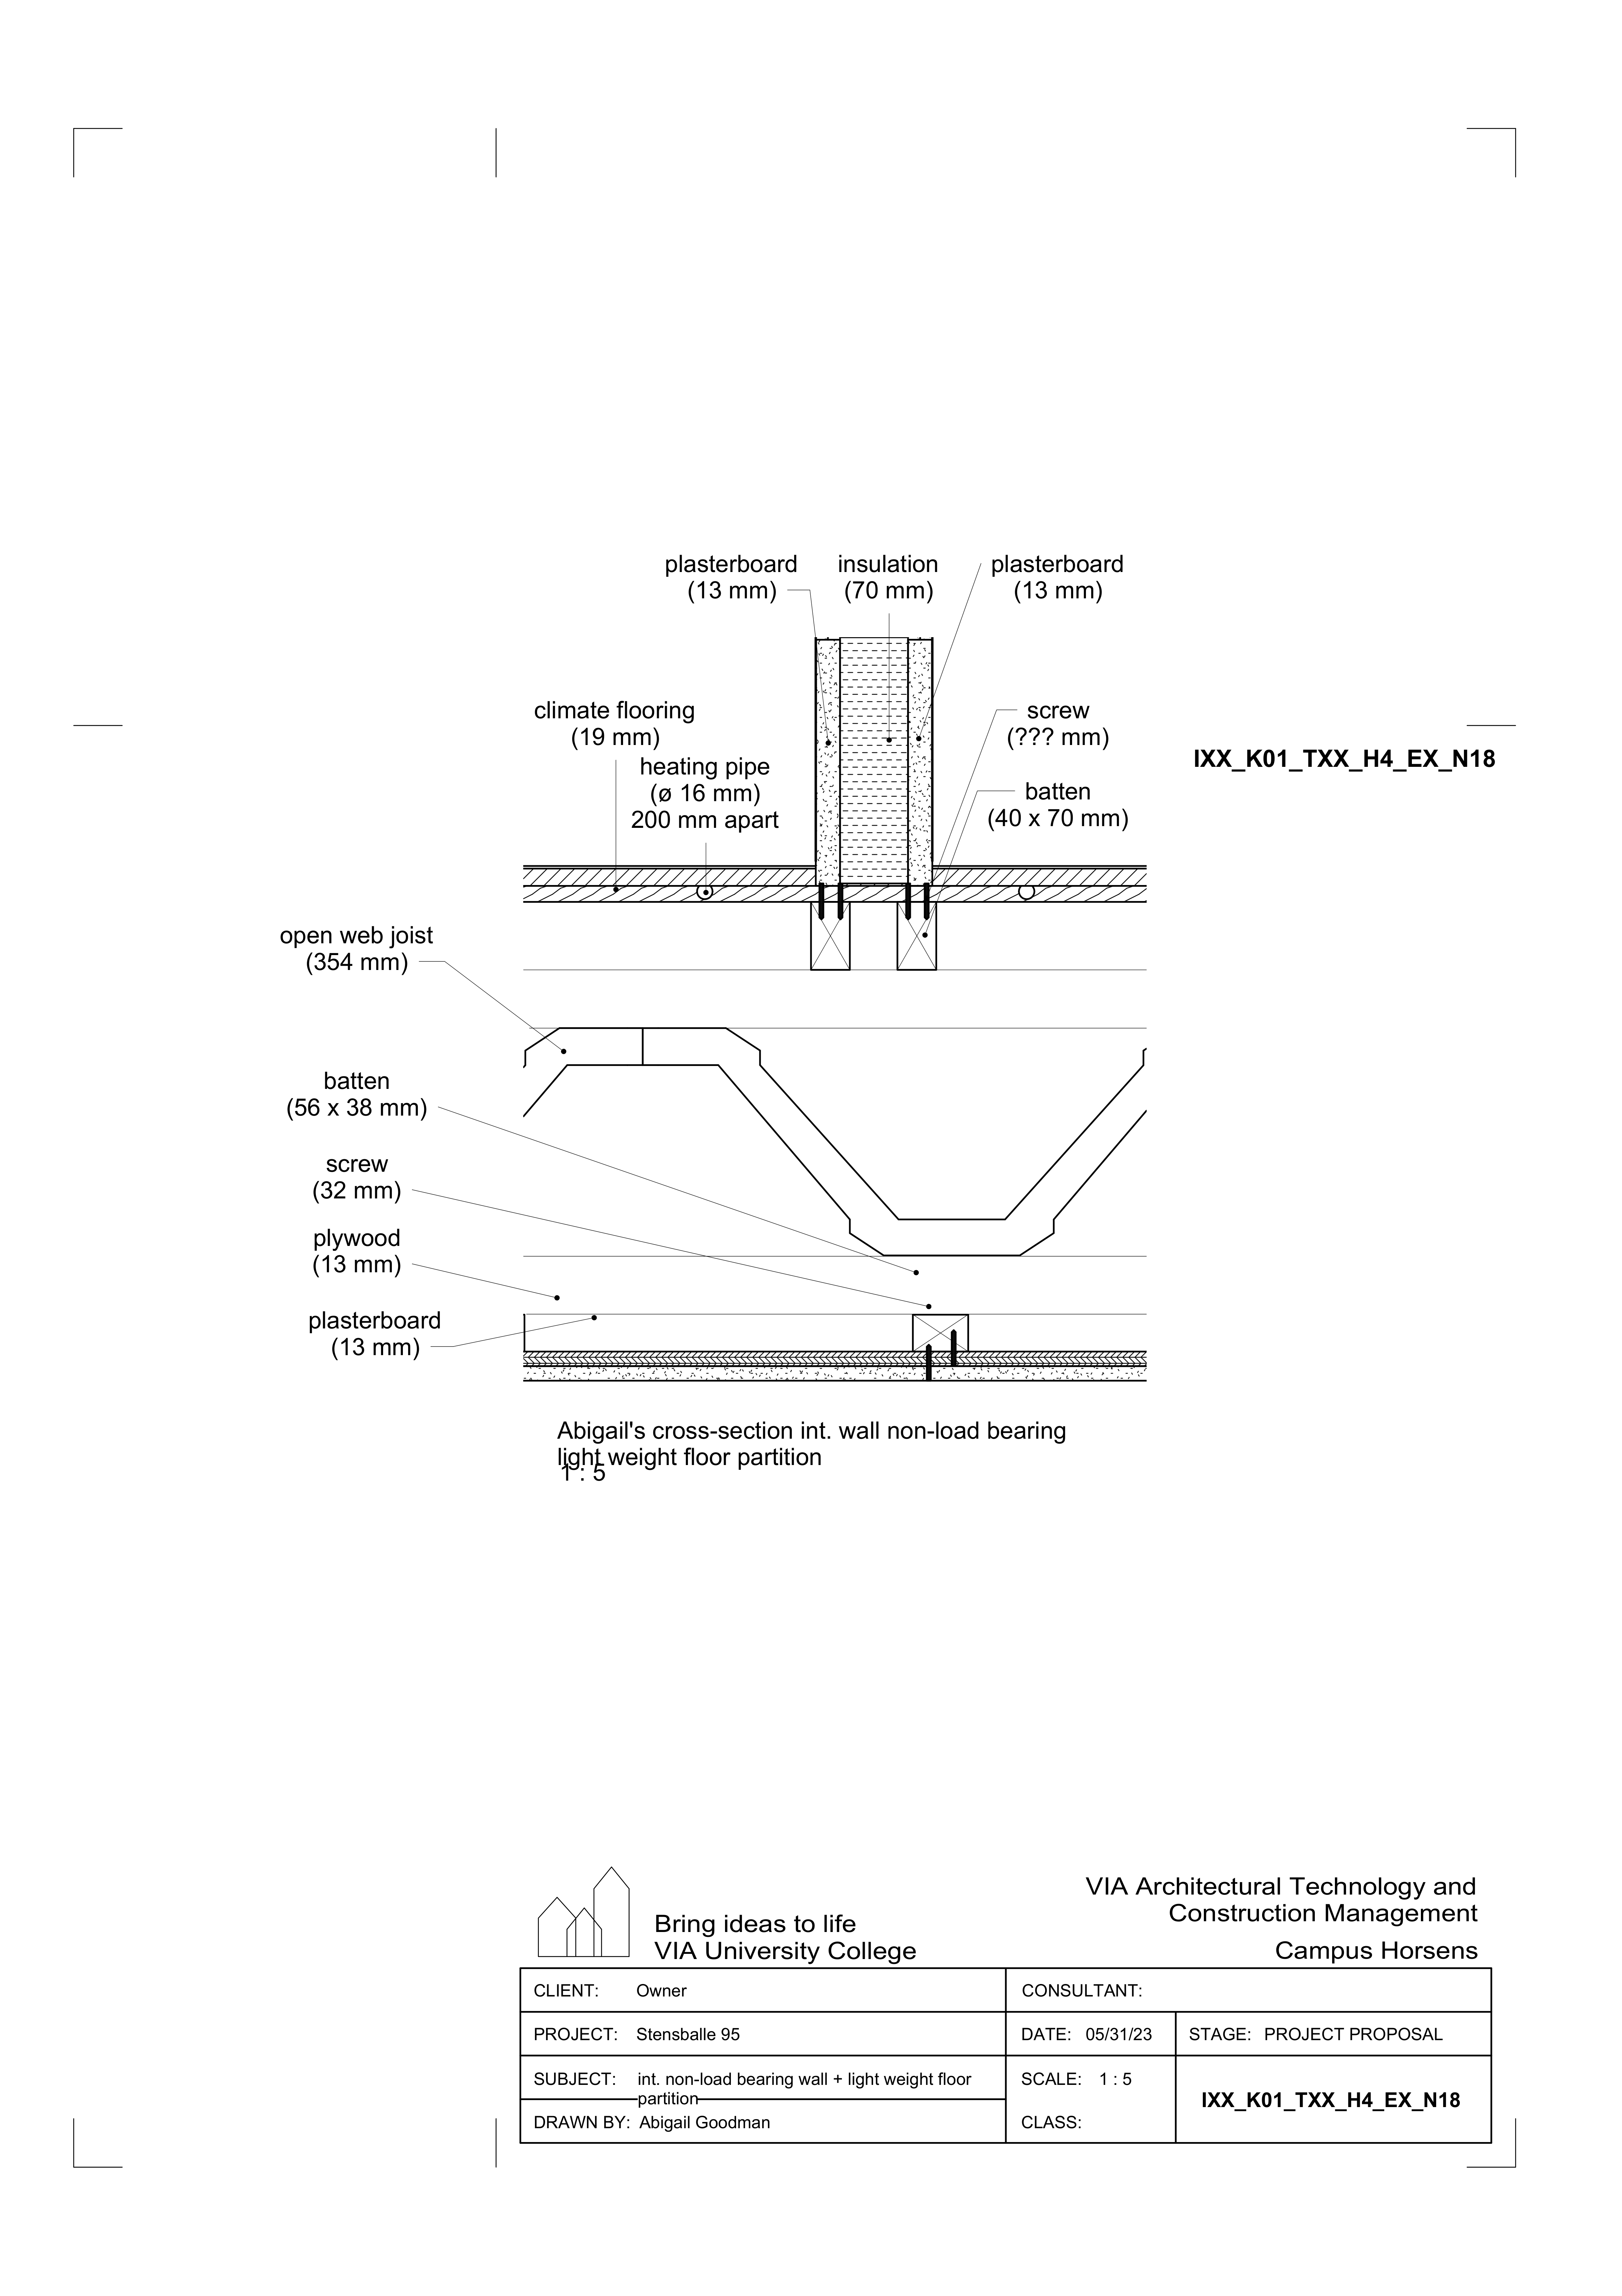 plasterboard
(13 mm)
insulation
(70 mm)
plasterboard
(13 mm)
climate flooring
(19 mm)
heating pipe
(ø 16 mm)
200 mm apart
screw
(??? mm)
batten
(40 x 70 mm)
IXX_K01_TXX_H4_EX_N18
open web joist
(354 mm)
batten
(56 x 38 mm)
screw
(32 mm)
plywood
(13 mm)
plasterboard
(13 mm)
Abigail's cross-section int. wall non-load bearing
light weight floor partition
1 : 5
Bring ideas to life
VIA University College
VIA Architectural Technology and
Construction Management
Campus Horsens
CLIENT: Owner
CONSULTANT:
PROJECT: Stensballe 95
DATE: 05/31/23
STAGE: PROJECT PROPOSAL
SUBJECT: int. non-load bearing wall + light weight floor
partition
SCALE: 1 : 5
IXX_K01_TXX_H4_EX_N18
DRAWN BY: Abigail Goodman
CLASS: